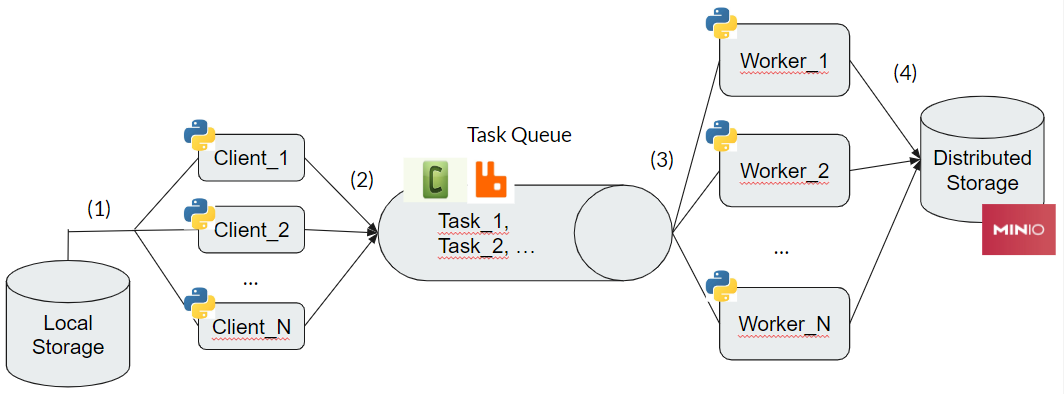 Local
Storage
(1)
Client_1
Client_2
...
Client_N
(2)
Task Queue
C
Task_1,
Task_2, ...
(3)
Worker_1
Worker_2
...
Worker_N
(4)
Distributed
Storage
MINIO